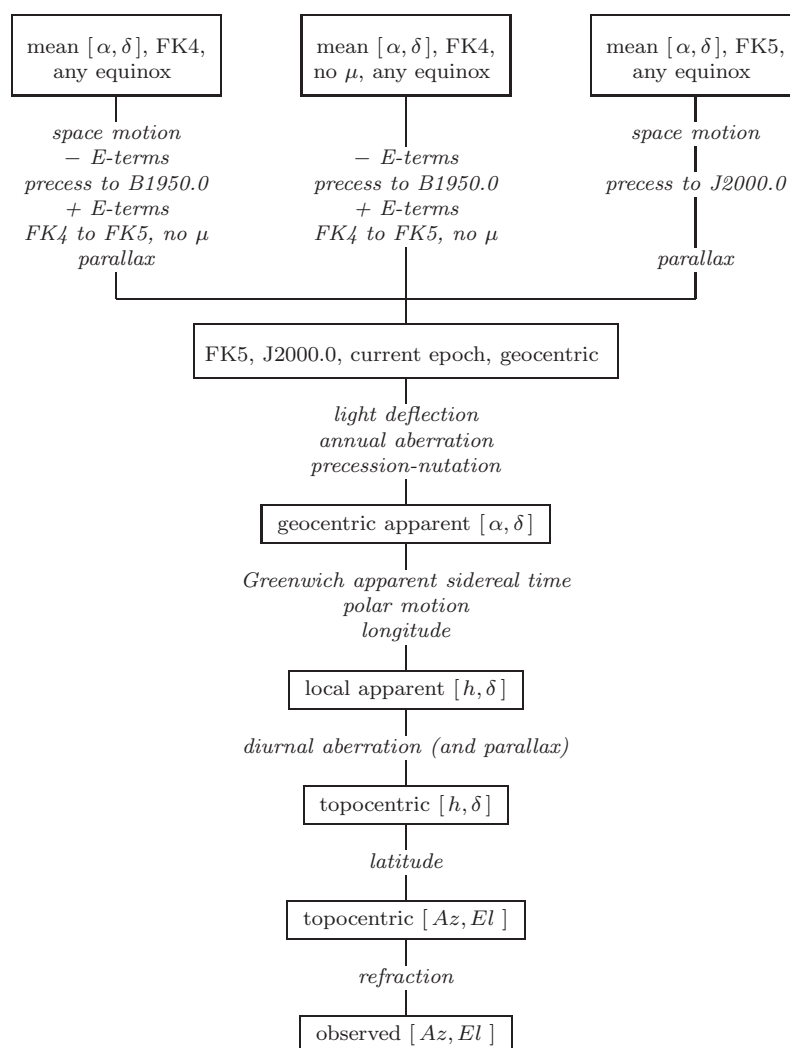 mean [ α, δ ], FK4,
any equinox
mean [ α, δ ], FK4,
no μ, any equinox
mean [ α, δ ], FK5,
any equinox
space motion
− E-terms
precess to B1950.0
+ E-terms
FK4 to FK5, no μ
parallax
− E-terms
precess to B1950.0
+ E-terms
FK4 to FK5, no μ
space motion
precess to J2000.0
parallax
FK5, J2000.0, current epoch, geocentric
light deflection
annual aberration
precession-nutation
geocentric apparent [ α, δ ]
Greenwich apparent sidereal time
polar motion
longitude
local apparent [ h, δ ]
diurnal aberration (and parallax)
topocentric [ h, δ ]
latitude
topocentric [ Az, El ]
refraction
observed [ Az, El ]